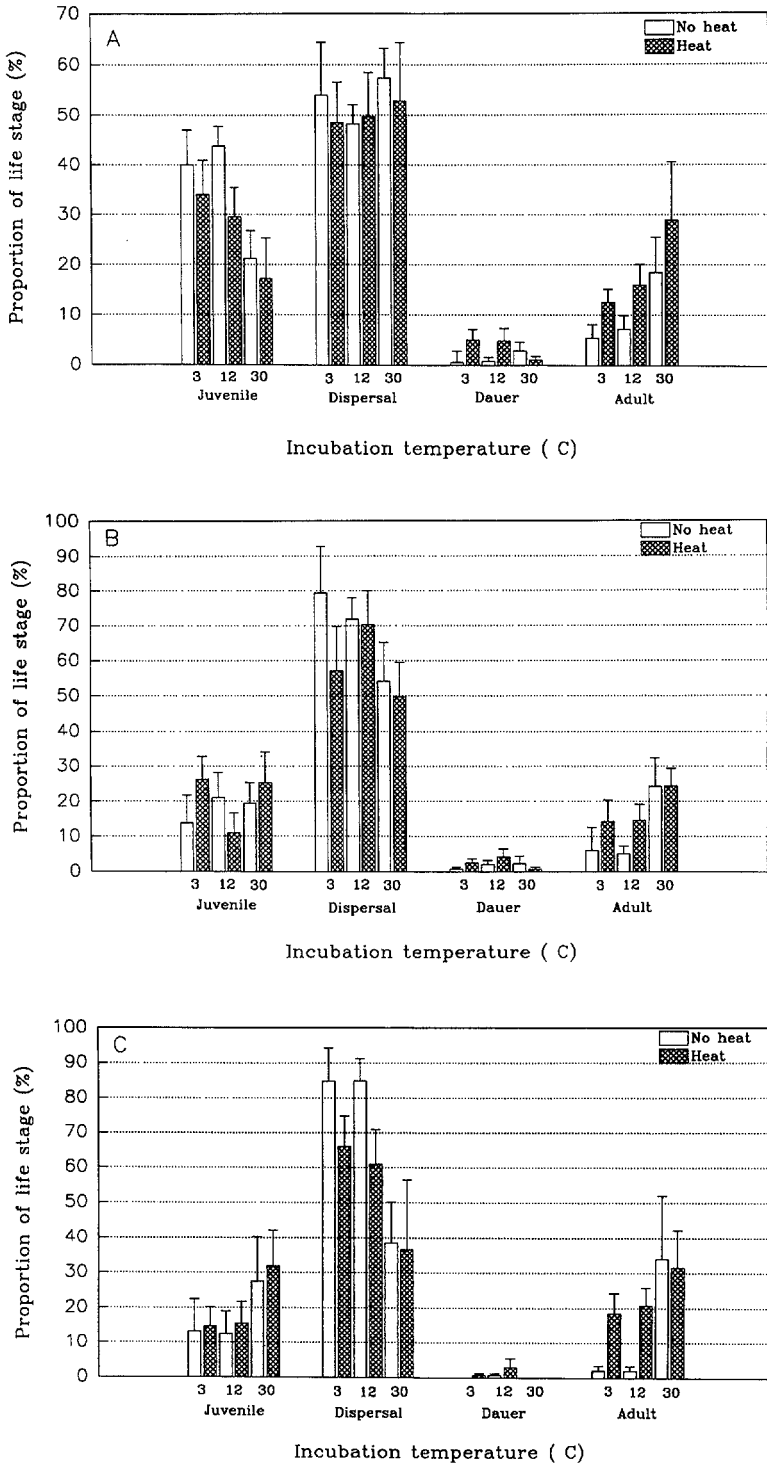 A
No heat
Heat
Proportion of life stage (%)
70
60
50
40
30
20
10
0
3 12 30 3 12 30 3 12 30 3 12 30
Juvenile Dispersal Dauer Adult
Incubation temperature ( C)
B
No heat
Heat
Proportion of life stage (%)
100
90
80
70
60
50
40
30
20
10
0
3 12 30 3 12 30 3 12 30 3 12 30
Juvenile Dispersal Dauer Adult
Incubation temperature ( C)
C
No heat
Heat
Proportion of life stage (%)
100
90
80
70
60
50
40
30
20
10
0
3 12 30 3 12 30 3 12 30 3 12 30
Juvenile Dispersal Dauer Adult
Incubation temperature ( C)